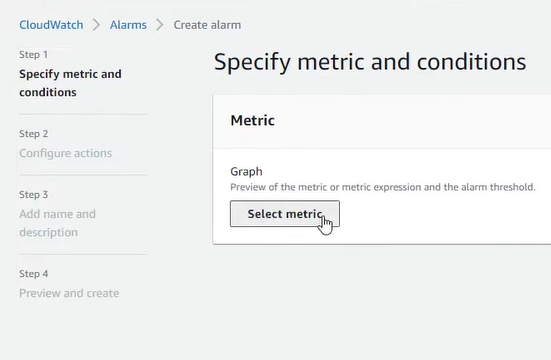 CloudWatch > Alarms > Create alarm
Step 1
Specify metric and
conditions
Step 2
Configure actions
Step 3
Add name and
description
Step 4
Preview and create
Specify metric and conditions
Metric
Graph
Preview of the metric or metric expression and the alarm threshold.
Select metric